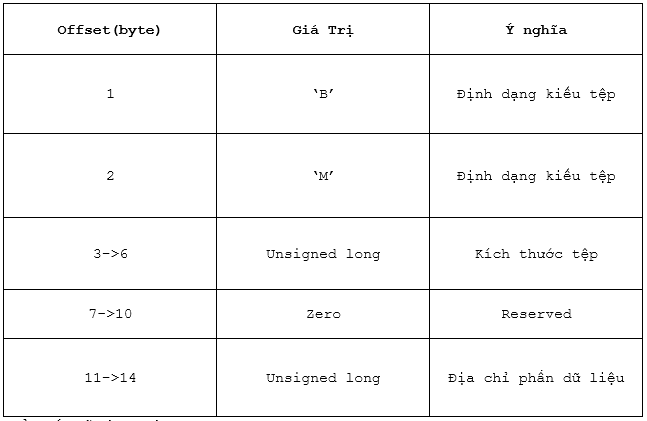 Offset(byte) Giá Trị Ý nghĩa
1 ‘B’ Định dạng kiểu tệp
2 ‘M’ Định dạng kiểu tệp
3->6 Unsigned long Kích thước tệp
7->10 Zero Reserved
11->14 Unsigned long Địa chỉ phần dữ liệu